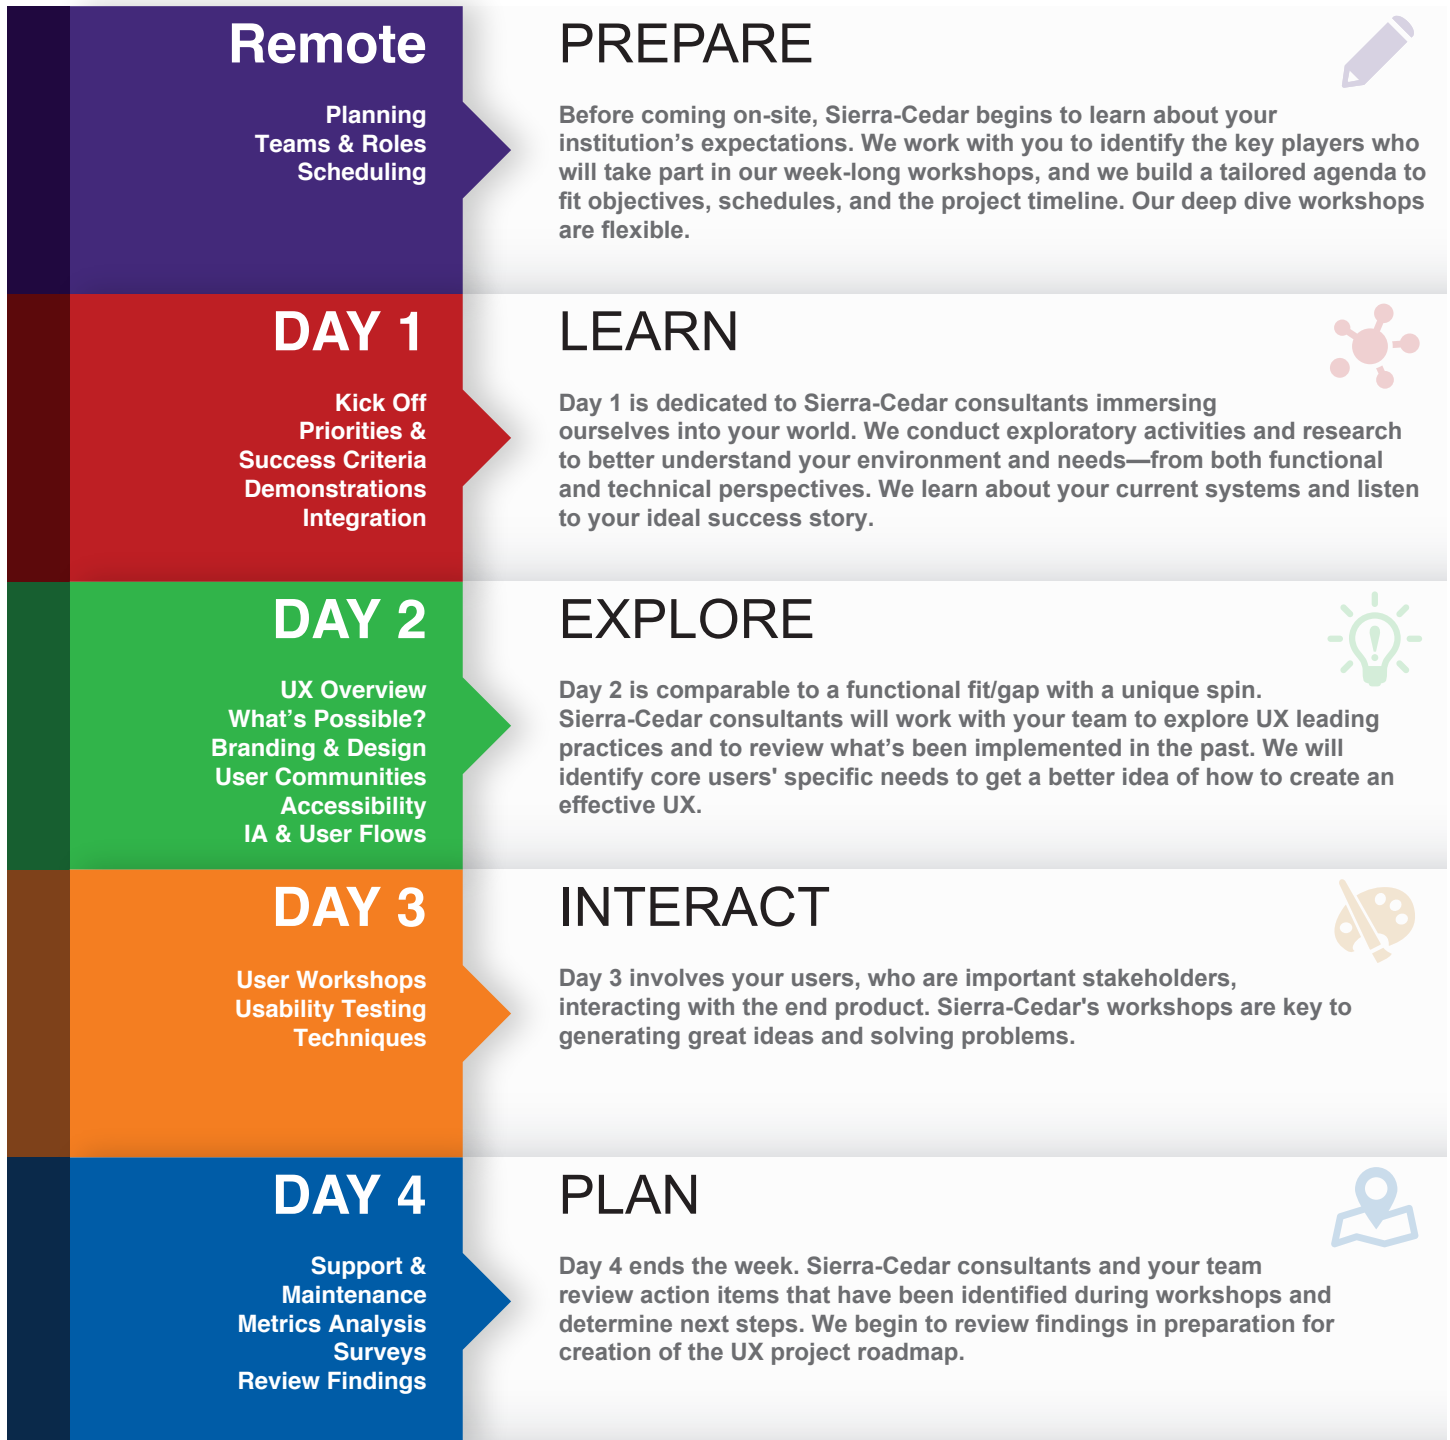 Remote
Planning
Teams & Roles
Scheduling
PREPARE
Before coming on-site, Sierra-Cedar begins to learn about your
institution’s expectations. We work with you to identify the key players who
will take part in our week-long workshops, and we build a tailored agenda to
fit objectives, schedules, and the project timeline. Our deep dive workshops
are flexible.
DAY 1
Kick Off
Priorities &
Success Criteria
Demonstrations
Integration
LEARN
Day 1 is dedicated to Sierra-Cedar consultants immersing
ourselves into your world. We conduct exploratory activities and research
to better understand your environment and needs—from both functional
and technical perspectives. We learn about your current systems and listen
to your ideal success story.
DAY 2
UX Overview
What’s Possible?
Branding & Design
User Communities
Accessibility
IA & User Flows
EXPLORE
Day 2 is comparable to a functional fit/gap with a unique spin.
Sierra-Cedar consultants will work with your team to explore UX leading
practices and to review what’s been implemented in the past. We will
identify core users' specific needs to get a better idea of how to create an
effective UX.
DAY 3
User Workshops
Usability Testing
Techniques
INTERACT
Day 3 involves your users, who are important stakeholders,
interacting with the end product. Sierra-Cedar's workshops are key to
generating great ideas and solving problems.
DAY 4
Support &
Maintenance
Metrics Analysis
Surveys
Review Findings
PLAN
Day 4 ends the week. Sierra-Cedar consultants and your team
review action items that have been identified during workshops and
determine next steps. We begin to review findings in preparation for
creation of the UX project roadmap.